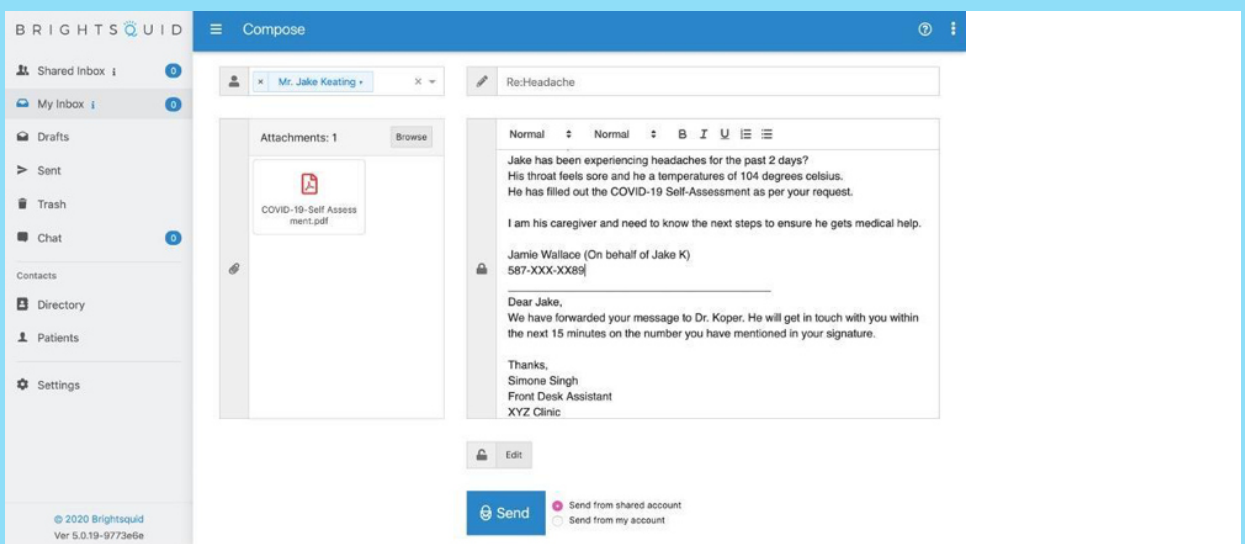 BRIGHTSQUID
Shared Inbox i 0
My Inbox i 0
Drafts
Sent
Trash
Chat 0
Contacts
Directory
Patients
Settings
© 2020 Brightsquid
Ver 5.0.19-9773e6e
Compose
× Mr. Jake Keating
Re:Headache
Attachments: 1 Browse
COVID-19-Self Assess
ment.pdf
Normal Normal B I U
Jake has been experiencing headaches for the past 2 days?
His throat feels sore and he a temperatures of 104 degrees celsius.
He has filled out the COVID-19 Self-Assessment as per your request.
I am his caregiver and need to know the next steps to ensure he gets medical help.
Jamie Wallace (On behalf of Jake K)
587-XXX-XX89
Dear Jake,
We have forwarded your message to Dr. Koper. He will get in touch with you within
the next 15 minutes on the number you have mentioned in your signature.
Thanks,
Simone Singh
Front Desk Assistant
XYZ Clinic
Edit
Send
Send from shared account
Send from my account